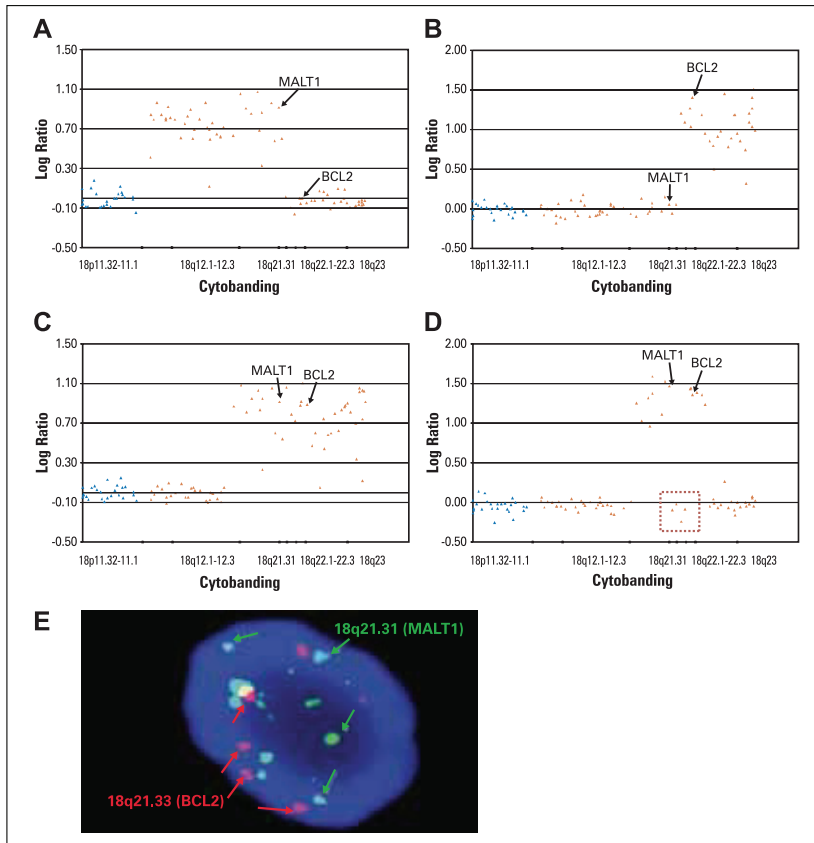 A
1.50
1.10
0.70
0.30
-0.10
-0.50
Log Ratio
MALT1
BCL2
18p11.32-11.1 18q12.1-12.3 18q21.31 18q22.1-22.3 18q23
Cytobanding
B
2.00
1.50
1.00
0.50
0.00
-0.50
Log Ratio
BCL2
MALT1
18p11.32-11.1 18q12.1-12.3 18q21.31 18q22.1-22.3 18q23
Cytobanding
C
1.50
1.10
0.70
0.30
-0.10
-0.50
Log Ratio
MALT1 BCL2
18p11.32-11.1 18q12.1-12.3 18q21.31 18q22.1-22.3 18q23
Cytobanding
D
2.00
1.50
1.00
0.50
0.00
-0.50
Log Ratio
MALT1
BCL2
18p11.32-11.1 18q12.1-12.3 18q21.31 18q22.1-22.3 18q23
Cytobanding
E
18q21.31 (MALT1)
18q21.33 (BCL2)